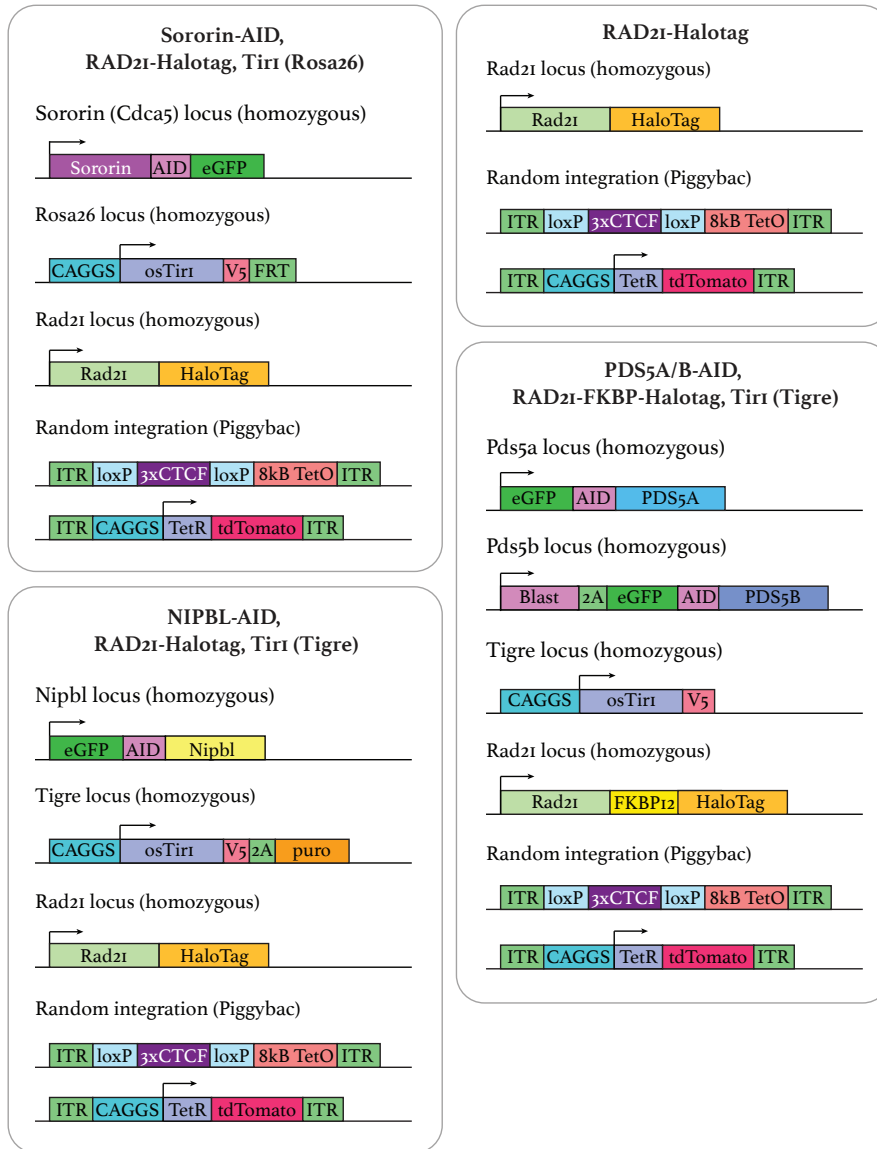 Sororin-AID,
RAD21-Halotag, Tir1 (Rosa26)
Sororin (Cdca5) locus (homozygous)
Sororin AID eGFP
Rosa26 locus (homozygous)
CAGGS osTir1 V5 FRT
Rad21 locus (homozygous)
Rad21 HaloTag
Random integration (Piggybac)
ITR loxP 3xCTCF loxP 8kB TetO ITR
ITR CAGGS TetR tdTomato ITR
NIPBL-AID,
RAD21-Halotag, Tir1 (Tigre)
Nipbl locus (homozygous)
eGFP AID Nipbl
Tigre locus (homozygous)
CAGGS osTir1 V5 2A puro
Rad21 locus (homozygous)
Rad21 HaloTag
Random integration (Piggybac)
ITR loxP 3xCTCF loxP 8kB TetO ITR
ITR CAGGS TetR tdTomato ITR
RAD21-Halotag
Rad21 locus (homozygous)
Rad21 HaloTag
Random integration (Piggybac)
ITR loxP 3xCTCF loxP 8kB TetO ITR
ITR CAGGS TetR tdTomato ITR
PDS5A/B-AID,
RAD21-FKBP-Halotag, Tir1 (Tigre)
Pds5a locus (homozygous)
eGFP AID PDS5A
Pds5b locus (homozygous)
Blast 2A eGFP AID PDS5B
Tigre locus (homozygous)
CAGGS osTir1 V5
Rad21 locus (homozygous)
Rad21 FKBP12 HaloTag
Random integration (Piggybac)
ITR loxP 3xCTCF loxP 8kB TetO ITR
ITR CAGGS TetR tdTomato ITR